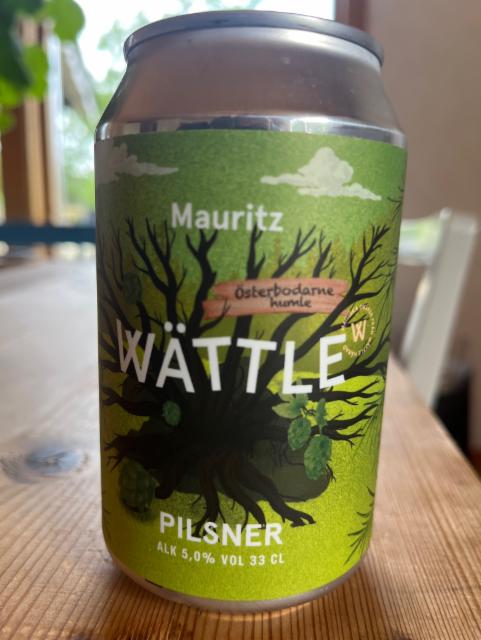 Mauritz
Österbodarne
humle
WÄTTLE
W
PILSNER
ALK 5,0% VOL 33 CL